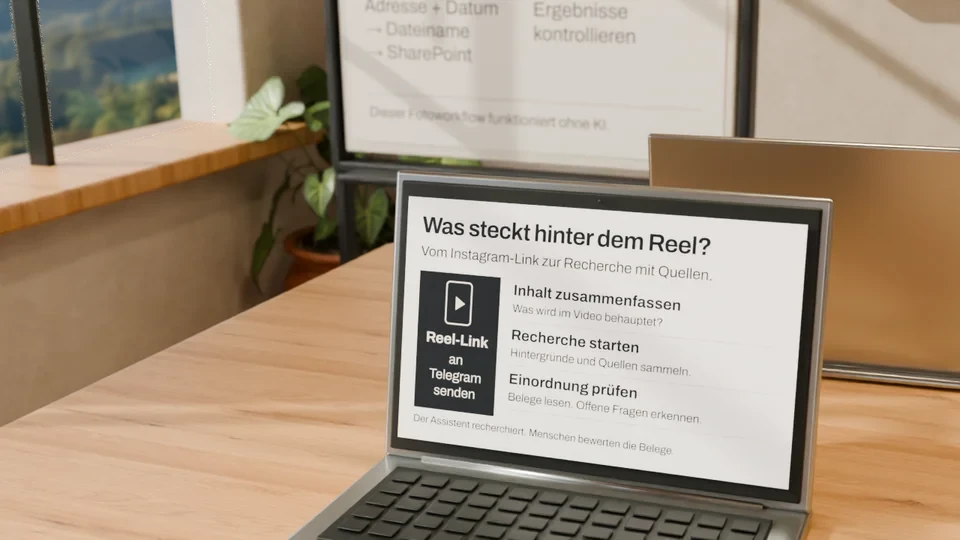 Adresse + Datum
→ Dateiname
→ SharePoint
Ergebnisse
kontrollieren
Dieser Fotoworkflow funktioniert ohne KI.
Was steckt hinter dem Reel?
Vom Instagram-Link zur Recherche mit Quellen.
Reel-Link
an
Telegram
senden
Inhalt zusammenfassen
Was wird im Video behauptet?
Recherche starten
Hintergründe und Quellen sammeln.
Einordnung prüfen
Belege lesen. Offene Fragen erkennen.
Der Assistent recherchiert. Menschen bewerten die Belege.